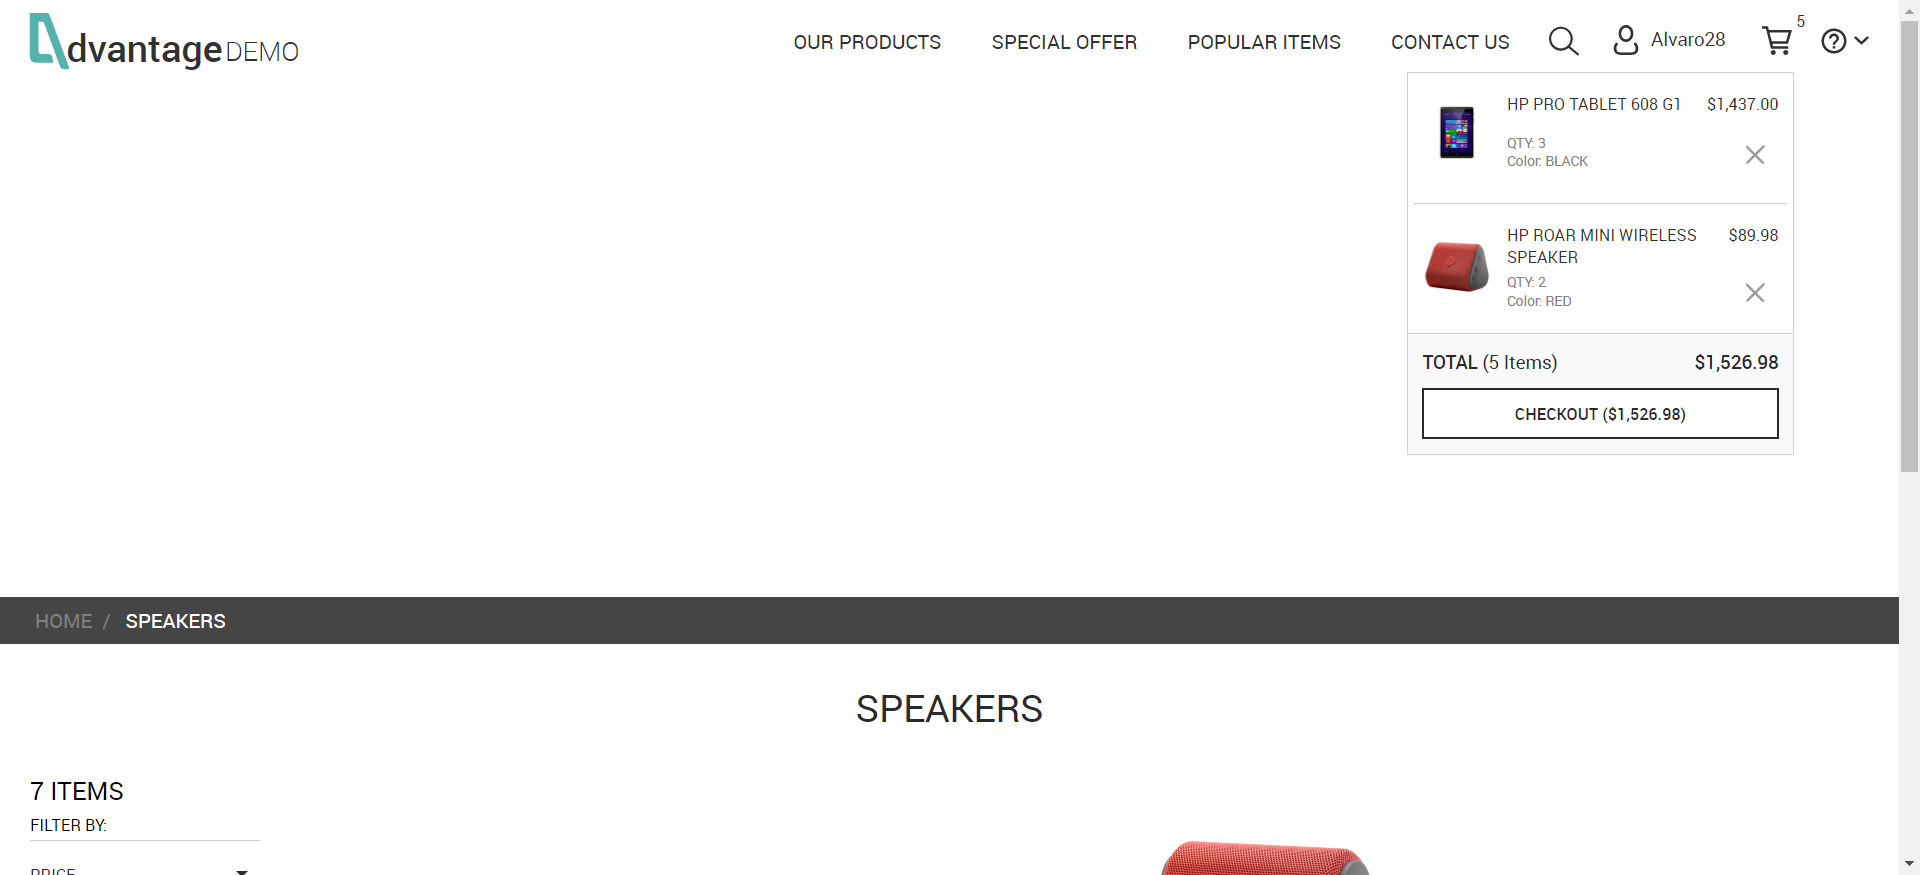 dvantage DEMO
OUR PRODUCTS
SPECIAL OFFER
POPULAR ITEMS
CONTACT US
Alvaro28
5
HP PRO TABLET 608 G1 $1,437.00
QTY: 3
Color: BLACK
HP ROAR MINI WIRELESS $89.98
SPEAKER
QTY: 2
Color: RED
TOTAL (5 Items) $1,526.98
CHECKOUT ($1,526.98)
HOME / SPEAKERS
SPEAKERS
7 ITEMS
FILTER BY:
PRICE